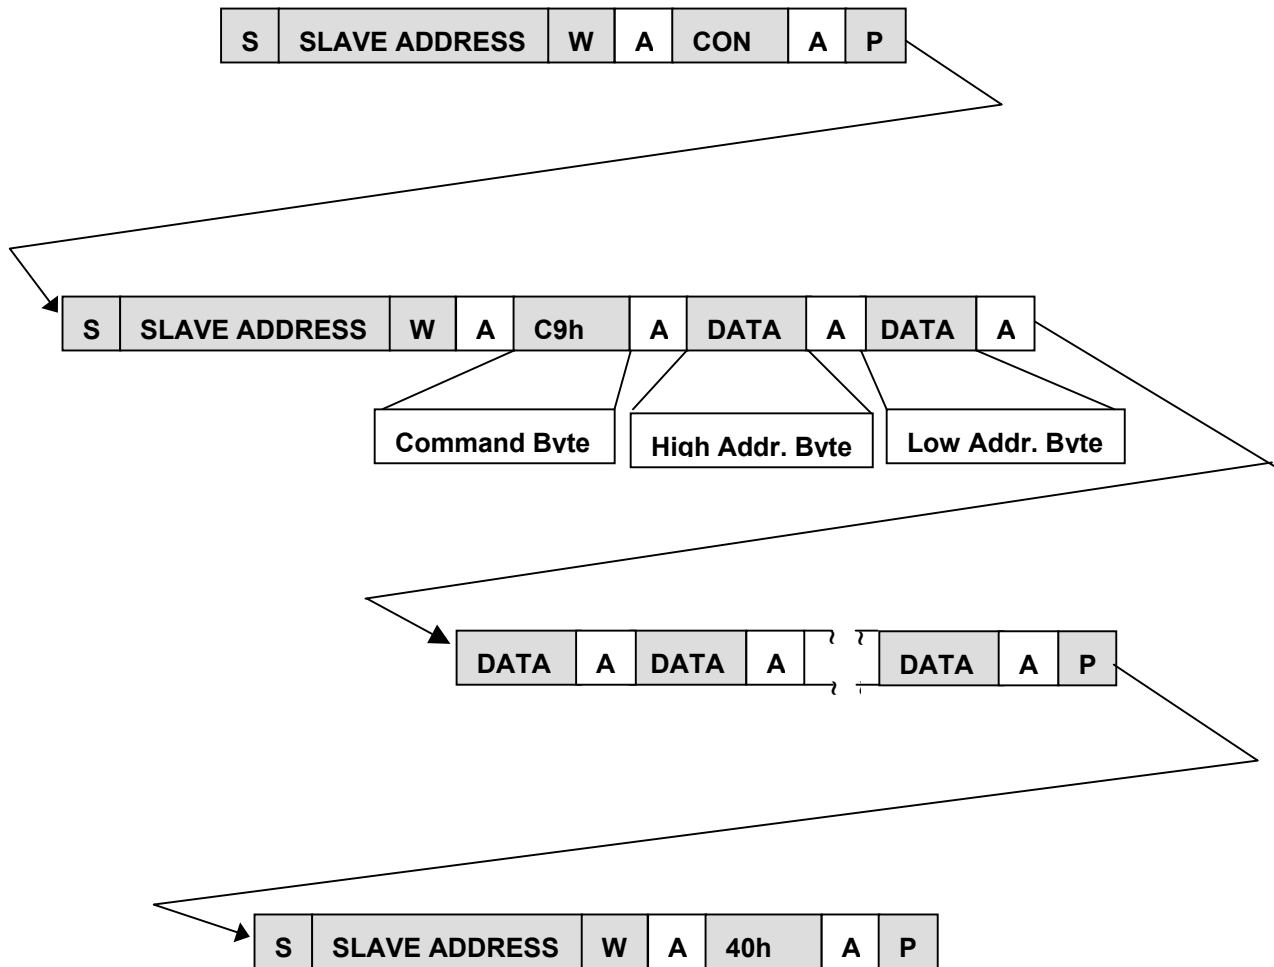 S SLAVE ADDRESS W A CON A P
S SLAVE ADDRESS W A C9h A DATA A DATA A
Command Byte High Addr. Byte Low Addr. Byte
DATA A DATA A DATA A P
S SLAVE ADDRESS W A 40h A P